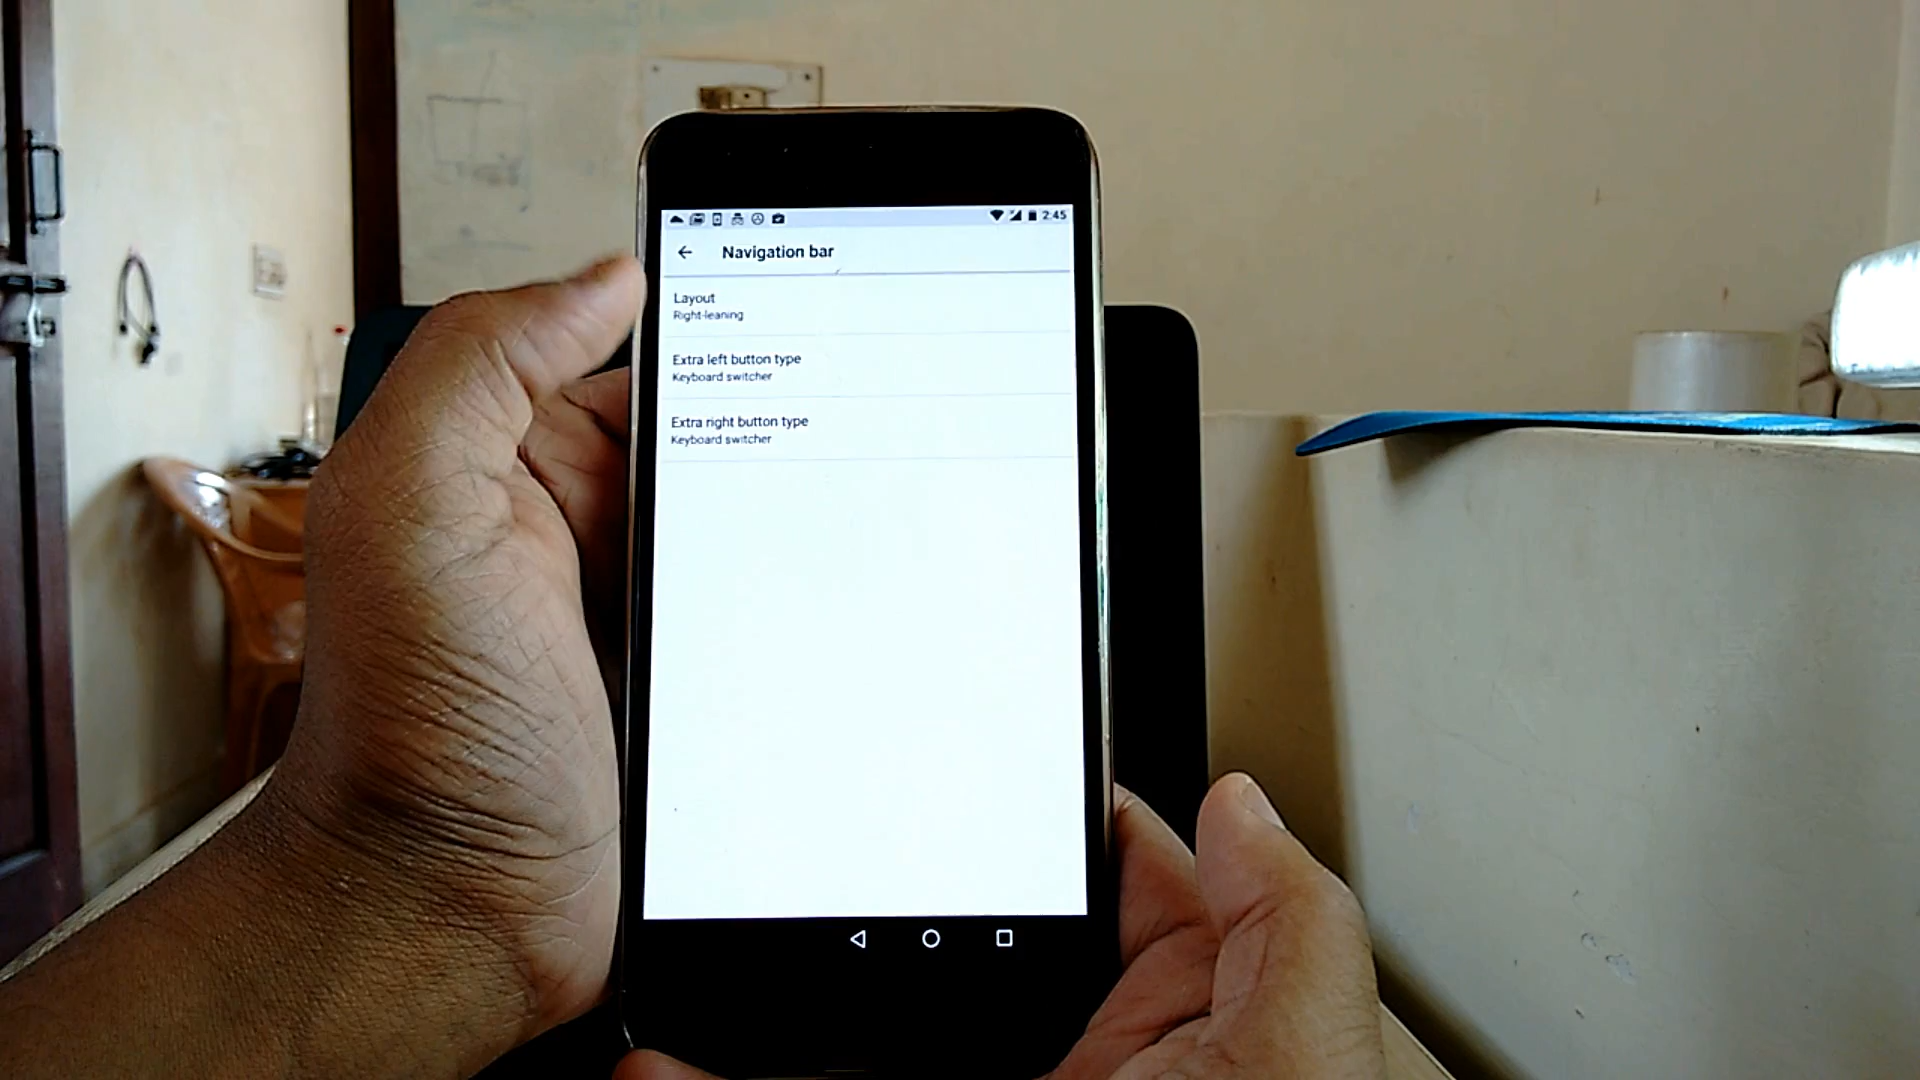 2:45
Navigation bar
Layout
Right-leaning
Extra left button type
Keyboard switcher
Extra right button type
Keyboard switcher